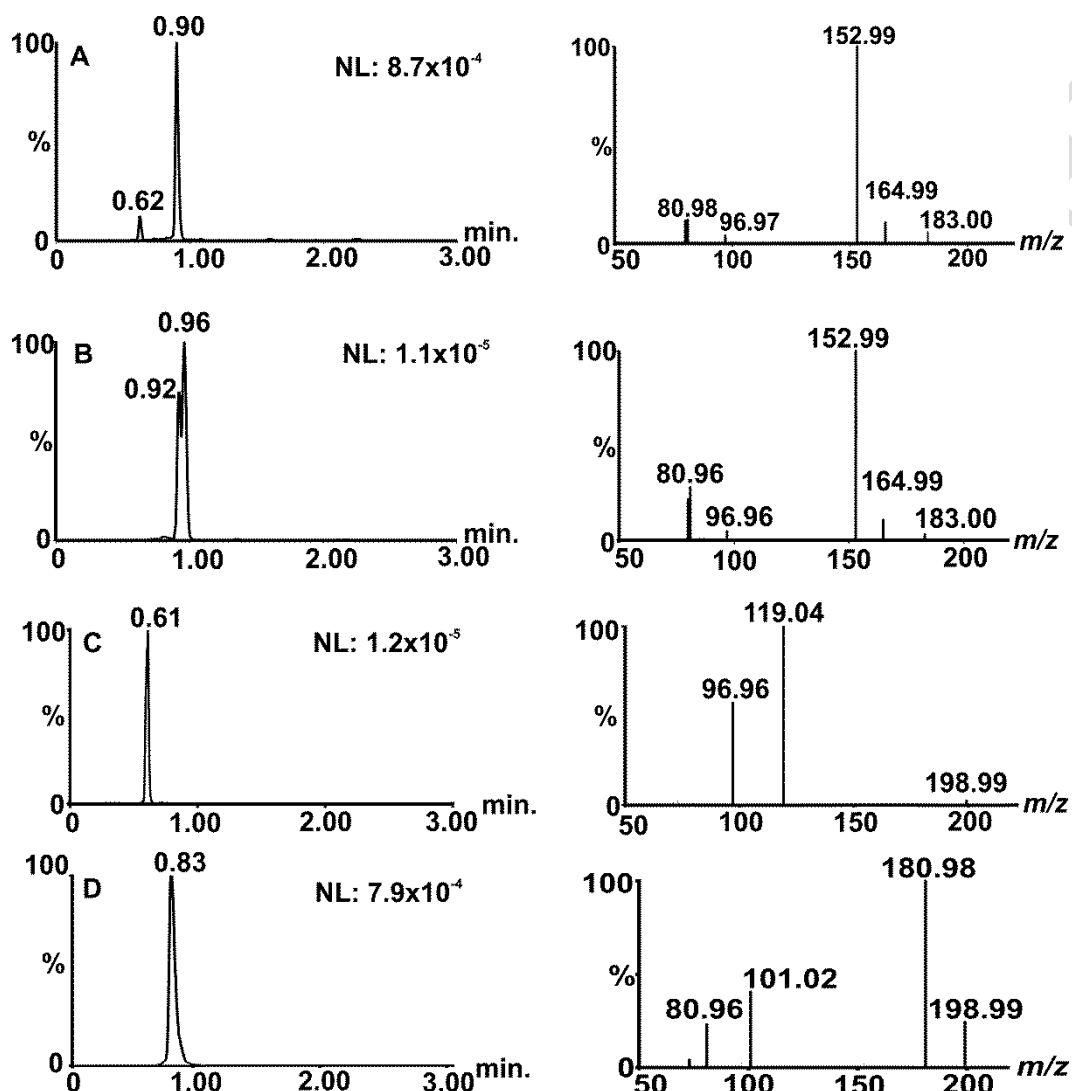 0.90
100 A
NL: 8.7x10⁻⁴
%
0.62
0 min.
0 1.00 2.00 3.00
152.99
100
%
164.99
80.98 96.97 183.00
0 m/z
50 100 150 200
0.96
100 B
NL: 1.1x10⁻⁵
0.92
%
0 min.
0 1.00 2.00 3.00
152.99
100
%
80.96 164.99
96.96 183.00
0 m/z
50 100 150 200
0.61
100 C
NL: 1.2x10⁻⁵
%
0 min.
0 1.00 2.00 3.00
119.04
100
96.96
%
198.99
0 m/z
50 100 150 200
0.83
100 D
NL: 7.9x10⁻⁴
%
0 min.
0 1.00 2.00 3.00
180.98
100
%
101.02
80.96 198.99
0 m/z
50 100 150 200